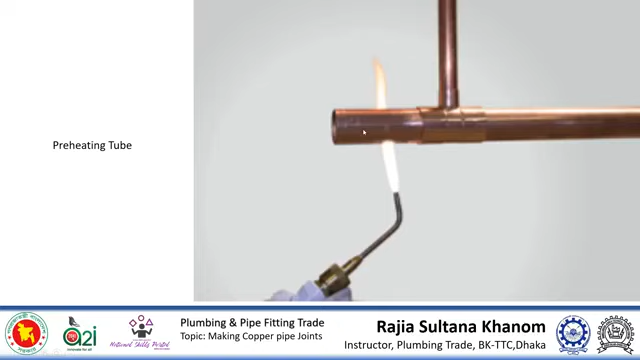 Preheating Tube
a2i
National Skills Portal
Plumbing & Pipe Fitting Trade
Topic: Making Copper pipe Joints
Rajia Sultana Khanom
Instructor, Plumbing Trade, BK-TTC,Dhaka